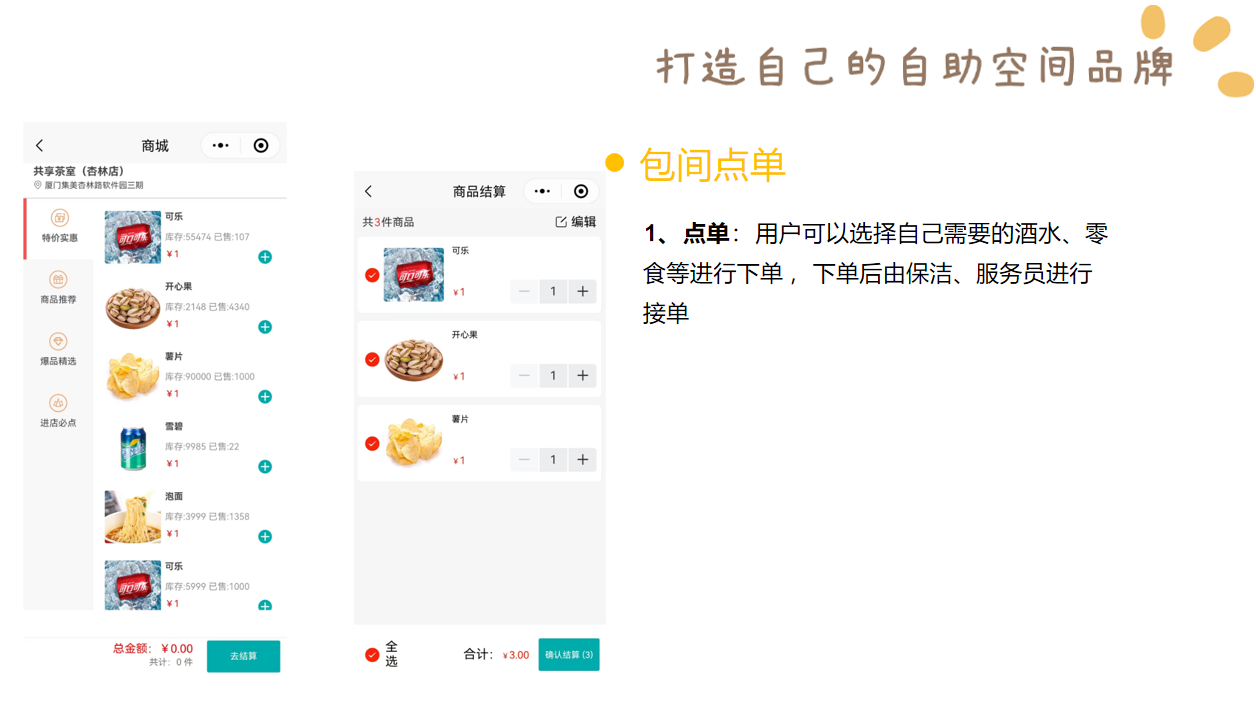 打造自己的自助空间品牌
商城
共享茶室（杏林店）
厦门集美杏林路软件园三期
特价实惠
商品推荐
爆品精选
进店必点
可乐
库存:55474 已售:107
¥1
开心果
库存:2148 已售:4340
¥1
薯片
库存:90000 已售:1000
¥1
雪碧
库存:9985 已售:22
¥1
泡面
库存:3999 已售:1358
¥1
可乐
库存:5999 已售:1000
¥1
总金额：¥0.00
共计：0 件
去结算
商品结算
共3件商品
编辑
可乐
¥1
1
开心果
¥1
1
薯片
¥1
1
全选
合计：¥3.00
确认结算 (3)
包间点单
1、点单：用户可以选择自己需要的酒水、零
食等进行下单 ，下单后由保洁、服务员进行
接单